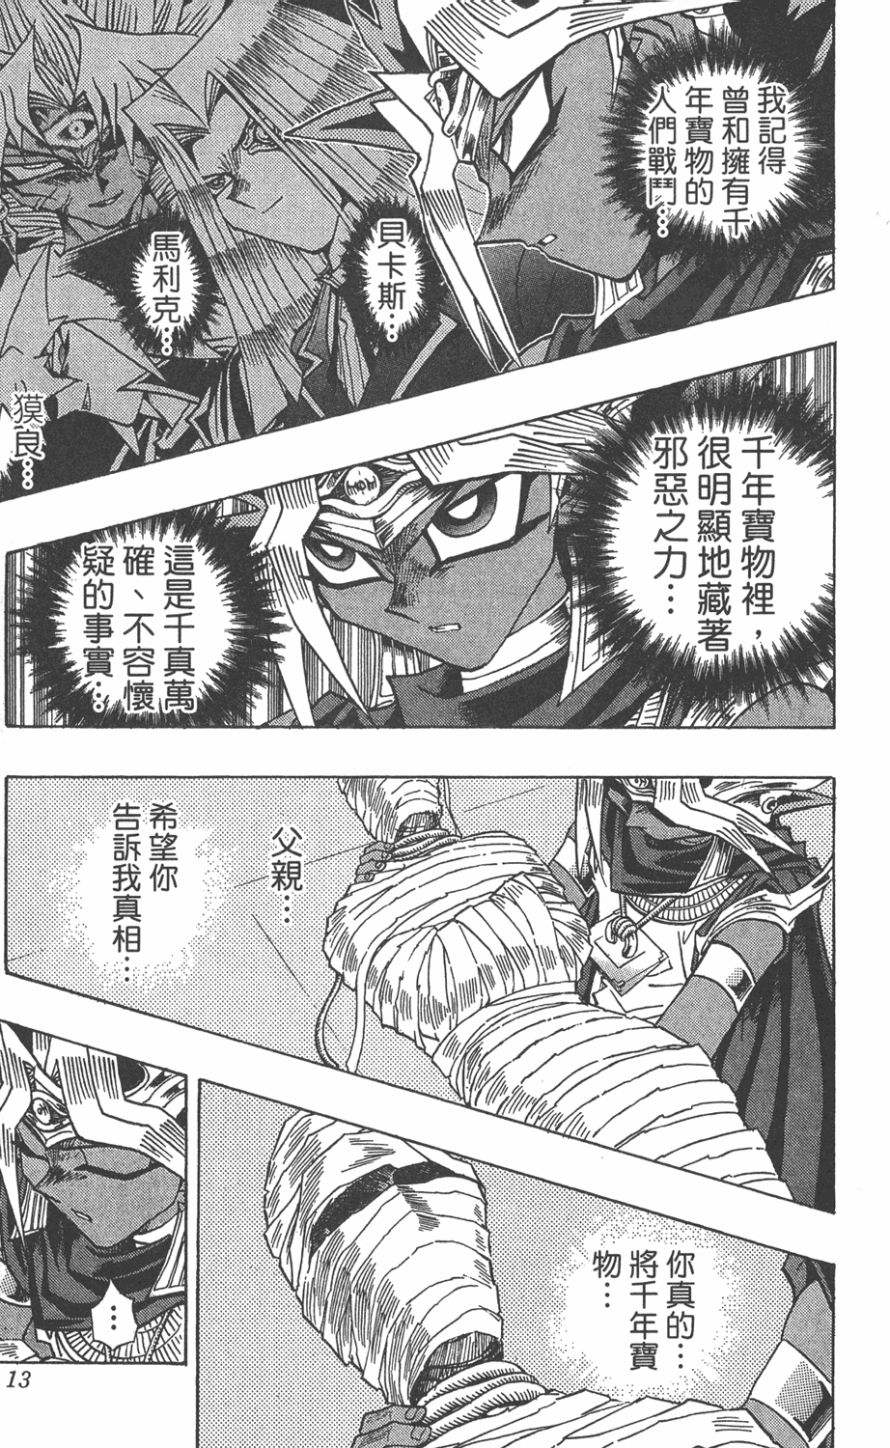 我記得
曾和擁有千
年寶物的
人們戰鬥…
貝卡斯…
馬利克…
獏良…
千年寶物裡，
很明顯地藏著
邪惡之力…
這是千真萬
確、不容懷
疑的事實…
父親…
希望你
告訴我真相…
你真的…
將千年寶
物…
…
13